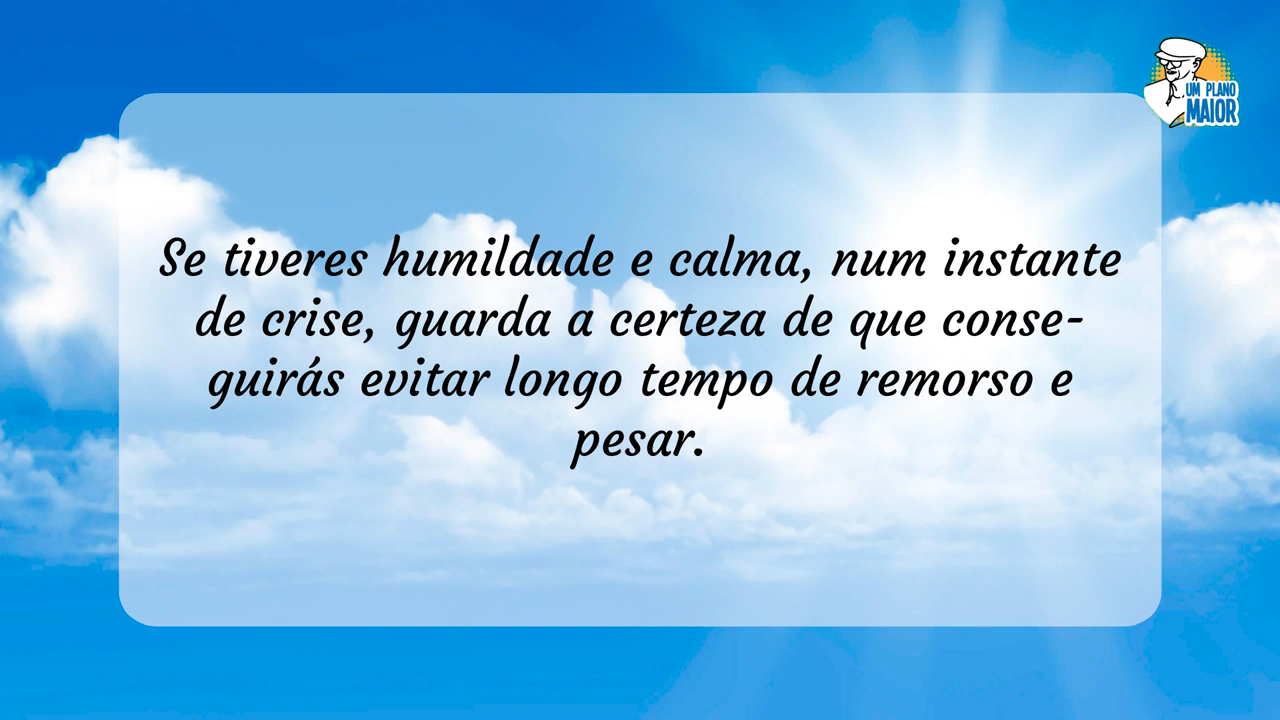 UM PLANO
MAIOR
Se tiveres humildade e calma, num instante
de crise, guarda a certeza de que conse-
guirás evitar longo tempo de remorso e
pesar.